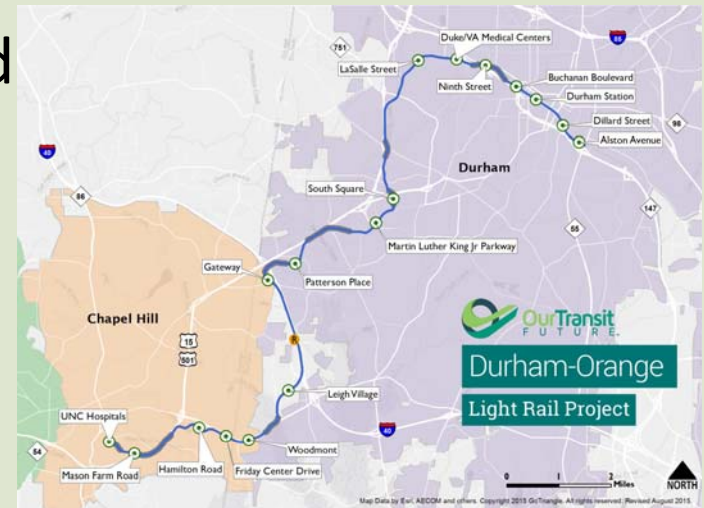 d
Duke/VA Medical Centers
85
751
LaSalle Street
Ninth Street
Buchanan Boulevard
Durham Station
98
Dillard Street
Alston Avenue
40
Durham
86
South Square
147
55
Martin Luther King Jr Parkway
Gateway
Patterson Place
Chapel Hill
15
501
R
OurTransit
FUTURE
Durham-Orange
Light Rail Project
Leigh Village
UNC Hospitals
40
54
Woodmont
Mason Farm Road
Hamilton Road
Friday Center Drive
0 1 2
Miles
NORTH
Map Data by Esri, AECOM and others. Copyright 2015 GoTriangle. All rights reserved. Revised August 2015.